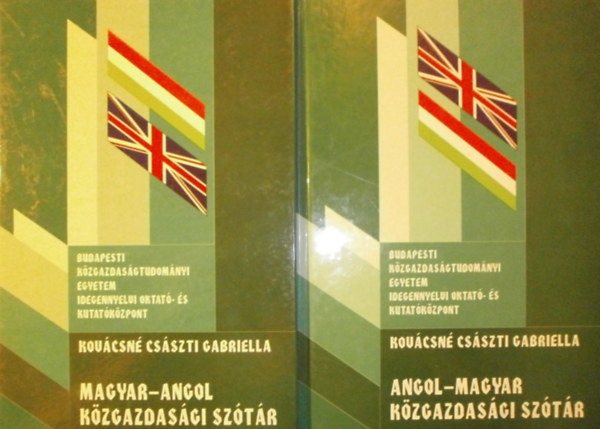 BUDAPESTI
KÖZGAZDASÁGTUDOMÁNYI
EGYETEM
IDEGENNYELVI OKTATÓ- ÉS
KUTATÓKÖZPONT
KOVÁCSNÉ CSÁSZTI GABRIELLA
MAGYAR–ANGOL
KÖZGAZDASÁGI SZÓTÁR
BUDAPESTI
KÖZGAZDASÁGTUDOMÁNYI
EGYETEM
IDEGENNYELVI OKTATÓ- ÉS
KUTATÓKÖZPONT
KOVÁCSNÉ CSÁSZTI GABRIELLA
ANGOL–MAGYAR
KÖZGAZDASÁGI SZÓTÁR